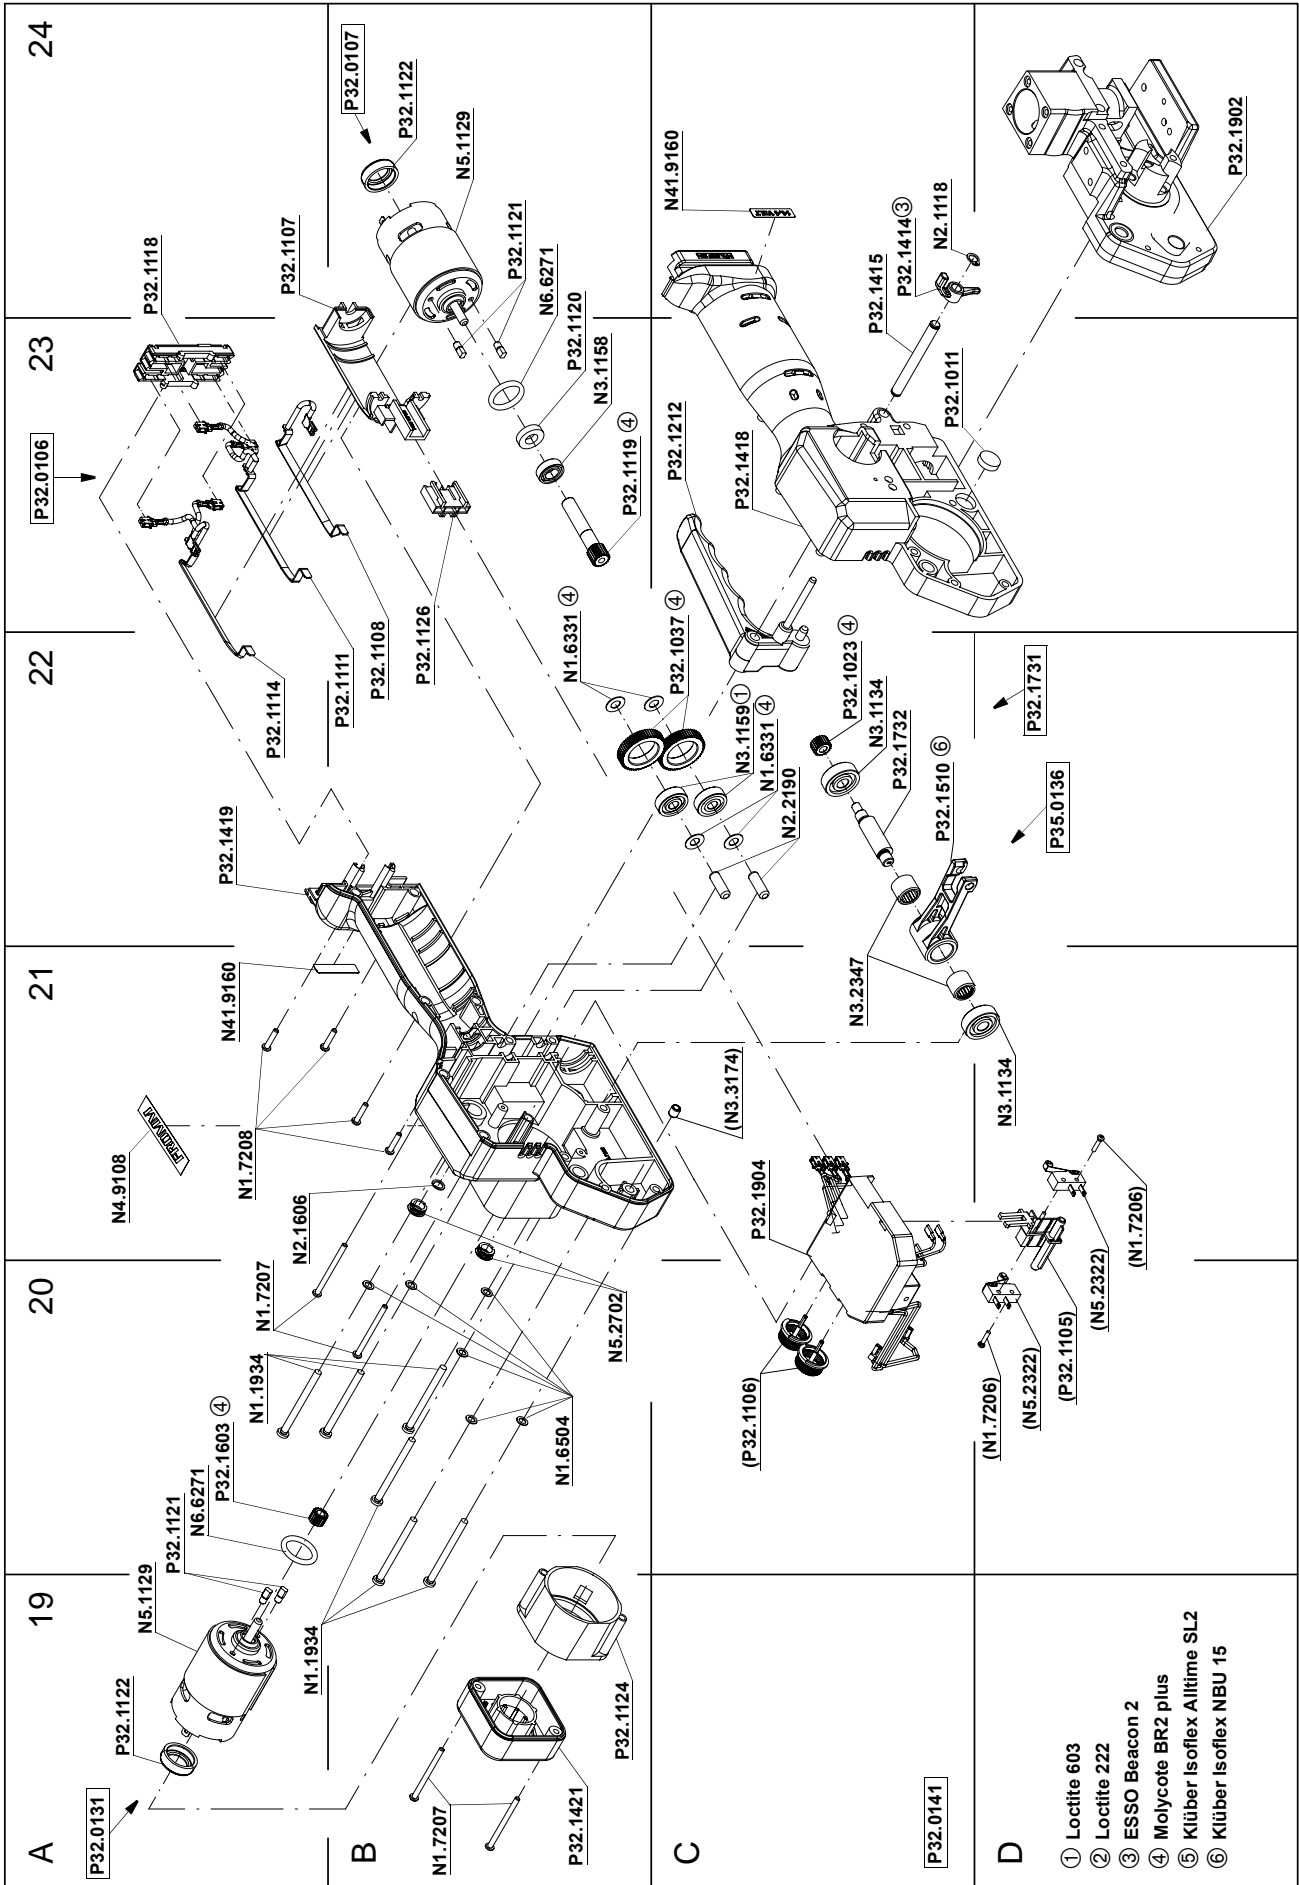 A
19
20
21
22
23
24
P32.0131
P32.1122
N5.1129
P32.1121
N6.6271
P32.1603 ④
N1.1934
N1.7207
N2.1606
N1.7208
N4.9108
PRIMM
N41.9160
P32.1419
P32.1114
P32.1111
P32.1108
P32.1126
P32.0106
P32.1118
P32.1107
P32.0107
P32.1122
N5.1129
P32.1121
N6.6271
P32.1120
N3.1158
P32.1119 ④
B
N1.7207
P32.1421
P32.1124
N1.1934
N1.6504
N5.2702
N1.6331 ④
P32.1037 ④
N3.1159 ①
N1.6331 ④
N2.2190
C
P32.0141
(P32.1106)
P32.1904
(N3.3174)
P32.1023 ④
N3.1134
P32.1732
P32.1510 ⑥
N3.2347
N3.1134
P32.1212
P32.1418
N41.9160
14.4 VOLT
P32.1415
P32.1414 ③
N2.1118
P32.1011
D
(N1.7206)
(N5.2322)
(P32.1105)
(N5.2322)
(N1.7206)
P35.0136
P32.1731
P32.1902
① Loctite 603
② Loctite 222
③ ESSO Beacon 2
④ Molycote BR2 plus
⑤ Klüber Isoflex Alltime SL2
⑥ Klüber Isoflex NBU 15